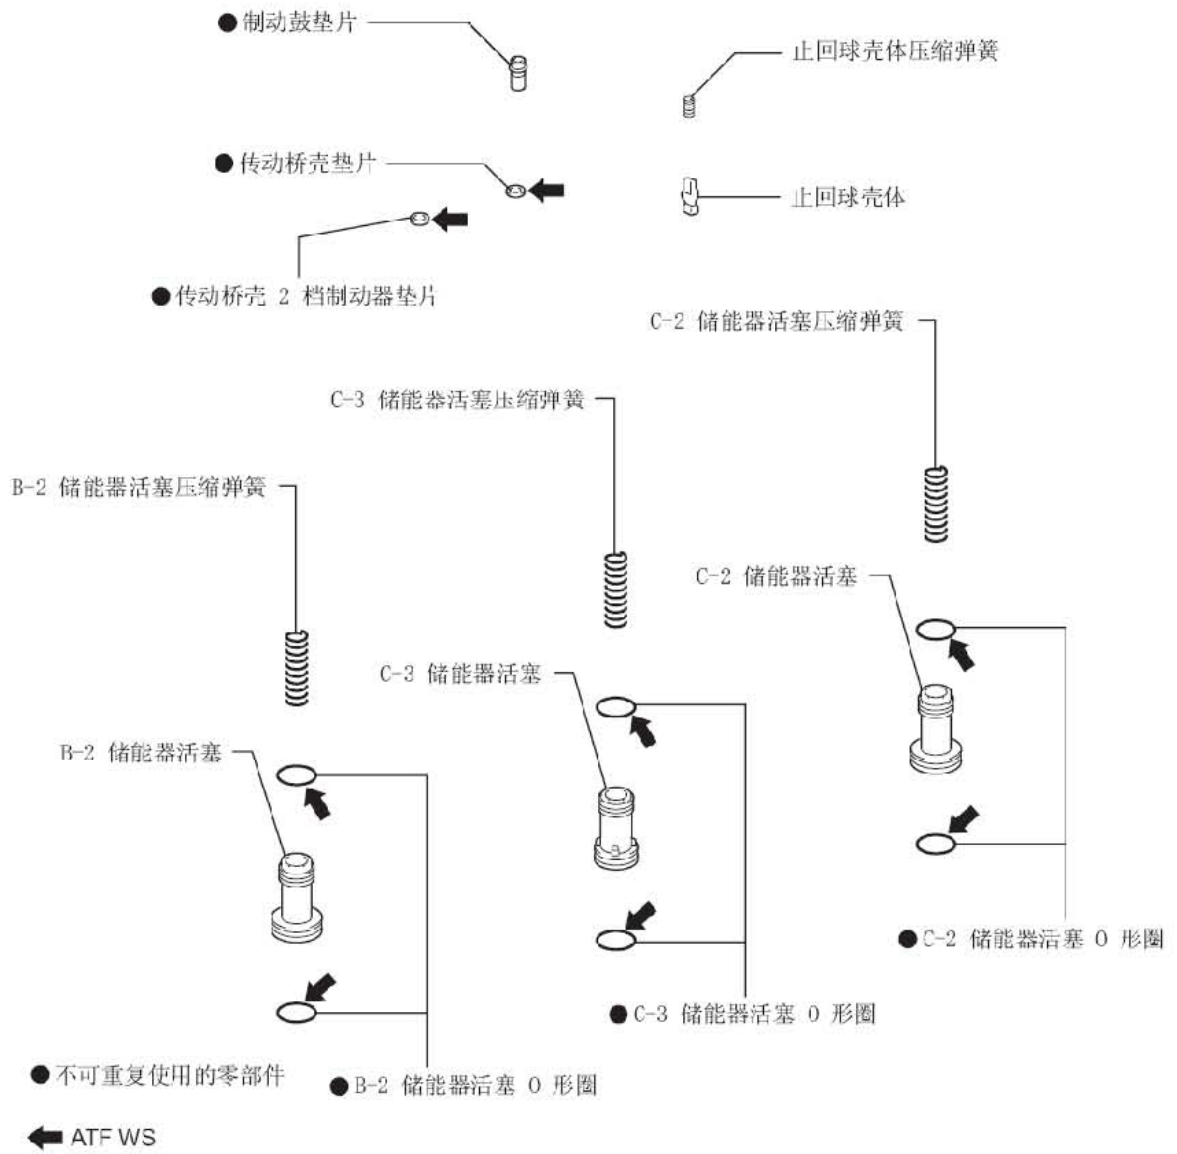 ●制动鼓垫片
止回球壳体压缩弹簧
●传动桥壳垫片
止回球壳体
●传动桥壳 2 档制动器垫片
C-2 储能器活塞压缩弹簧
C-3 储能器活塞压缩弹簧
B-2 储能器活塞压缩弹簧
C-2 储能器活塞
C-3 储能器活塞
B-2 储能器活塞
●C-2 储能器活塞 O 形圈
●C-3 储能器活塞 O 形圈
●不可重复使用的零部件
●B-2 储能器活塞 O 形圈
ATF WS